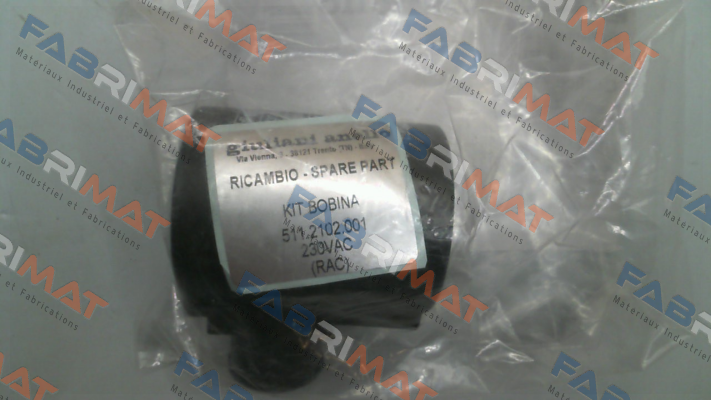 RICAMBIO - SPARE PART
KIT BOBINA
511.2102.001
230VAC
(RAC)
FABRIMAT
Materiaux Industriel et Fabrications